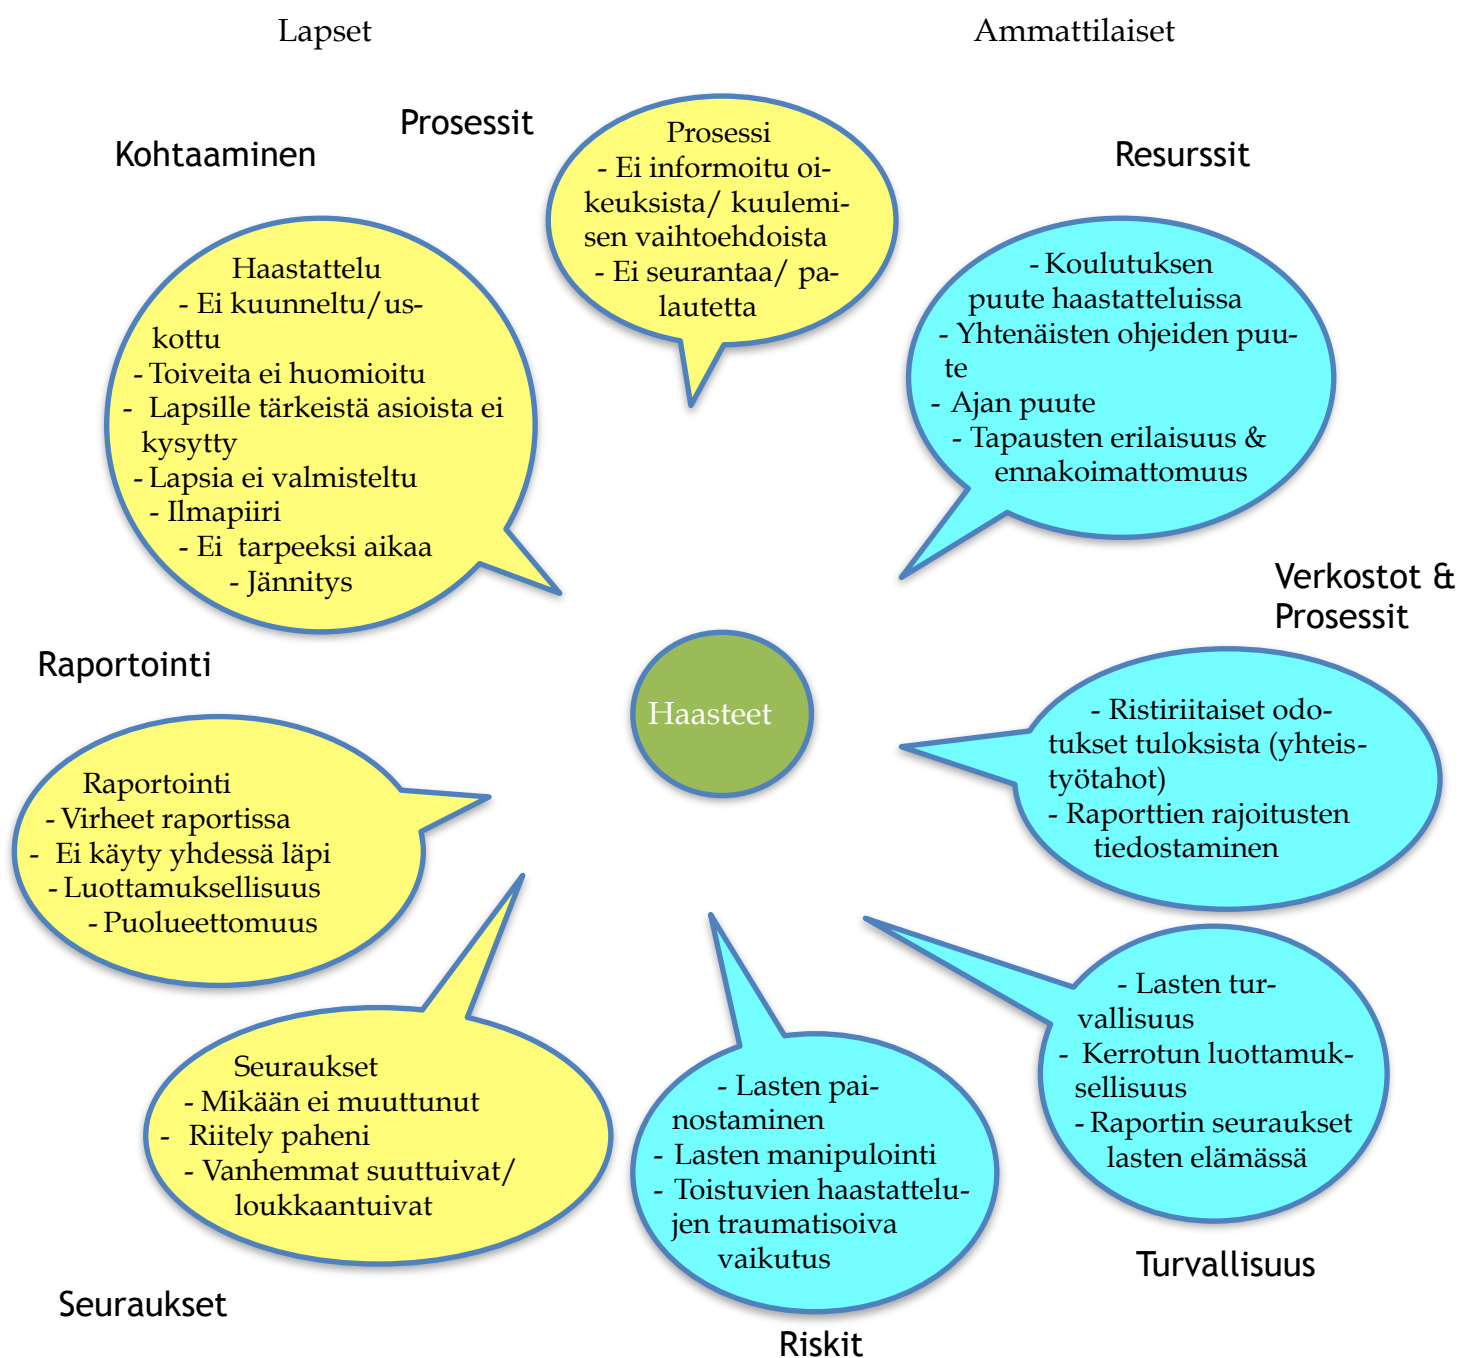 Lapset
Ammattilaiset
Prosessit
Kohtaaminen
Resurssit
Prosessi
- Ei informoitu oi-
keuksista/ kuulemi-
sen vaihtoehdoista
- Ei seurantaa/ pa-
lautetta
Haastattelu
- Ei kuunneltu/us-
kottu
- Toiveita ei huomioitu
- Lapsille tärkeistä asioista ei
kysytty
- Lapsia ei valmisteltu
- Ilmapiiri
- Ei tarpeeksi aikaa
- Jännitys
- Koulutuksen
puute haastatteluissa
- Yhtenäisten ohjeiden puu-
te
- Ajan puute
- Tapausten erilaisuus &
ennakoimattomuus
Verkostot &
Prosessit
Raportointi
Haasteet
- Ristiriitaiset odo-
tukset tuloksista (yhteis-
työtahot)
- Raporttien rajoitusten
tiedostaminen
Raportointi
- Virheet raportissa
- Ei käyty yhdessä läpi
- Luottamuksellisuus
- Puolueettomuus
- Lasten tur-
vallisuus
- Kerrotun luottamuk-
sellisuus
- Raportin seuraukset
lasten elämässä
Seuraukset
- Mikään ei muuttunut
- Riitely paheni
- Vanhemmat suuttuivat/
loukkaantuivat
- Lasten pai-
nostaminen
- Lasten manipulointi
- Toistuvien haastattelu-
jen traumatisoiva
vaikutus
Turvallisuus
Seuraukset
Riskit